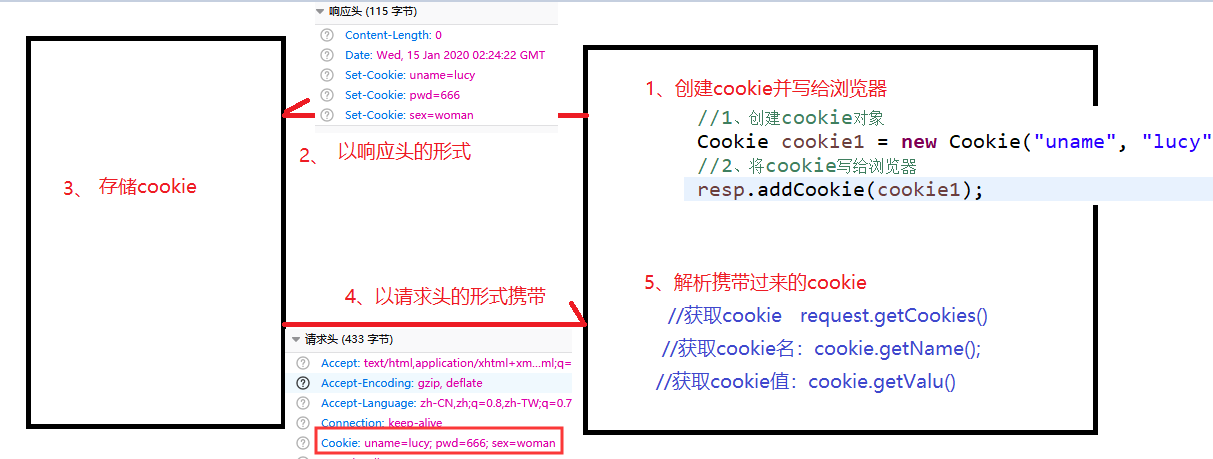 响应头 (115 字节)
Content-Length: 0
Date: Wed, 15 Jan 2020 02:24:22 GMT
Set-Cookie: uname=lucy
Set-Cookie: pwd=666
Set-Cookie: sex=woman
2、 以响应头的形式
3、 存储cookie
1、创建cookie并写给浏览器
//1、创建cookie对象
Cookie cookie1 = new Cookie("uname", "lucy"
//2、将cookie写给浏览器
resp.addCookie(cookie1);
4、以请求头的形式携带
请求头 (433 字节)
Accept: text/html,application/xhtml+xm...ml;q=
Accept-Encoding: gzip, deflate
Accept-Language: zh-CN,zh;q=0.8,zh-TW;q=0.7
Connection: keep-alive
Cookie: uname=lucy; pwd=666; sex=woman
5、解析携带过来的cookie
//获取cookie request.getCookies()
//获取cookie名：cookie.getName();
//获取cookie值：cookie.getValu()